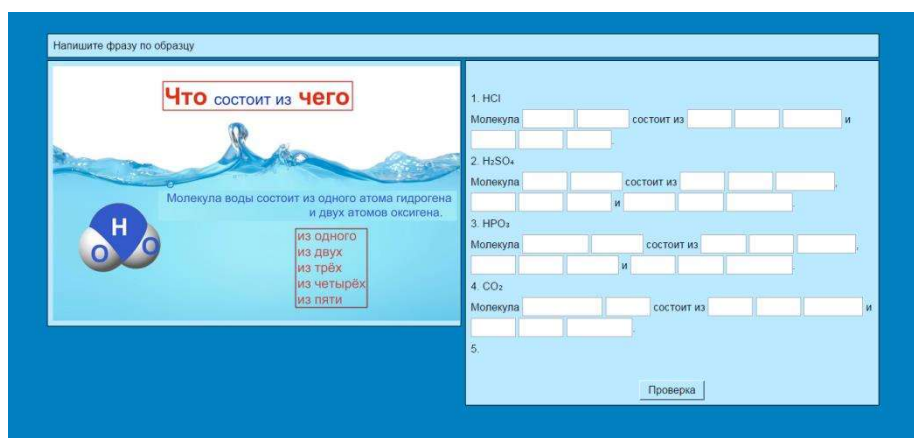 Напишите фразу по образцу
Что состоит из чего
Молекула воды состоит из одного атома гидрогена
и двух атомов оксигена.
H
O O
из одного
из двух
из трёх
из четырёх
из пяти
1. HCl
Молекула состоит из и
.
2. H₂SO₄
Молекула состоит из ,
и .
3. HPO₃
Молекула состоит из ,
и .
4. CO₂
Молекула состоит из и
.
5.
Проверка